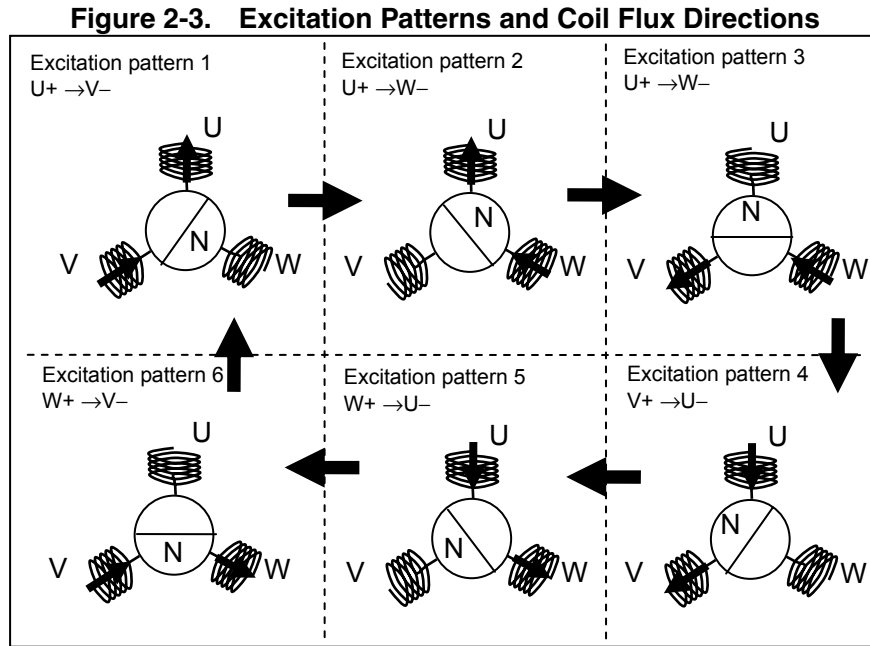 Figure 2-3. Excitation Patterns and Coil Flux Directions
Excitation pattern 1
U+ →V−
U
N
V
W
Excitation pattern 2
U+ →W−
U
N
V
W
Excitation pattern 3
U+ →W−
U
N
V
W
Excitation pattern 6
W+ →V−
U
N
V
W
Excitation pattern 5
W+ →U−
U
N
V
W
Excitation pattern 4
V+ →U−
U
N
V
W